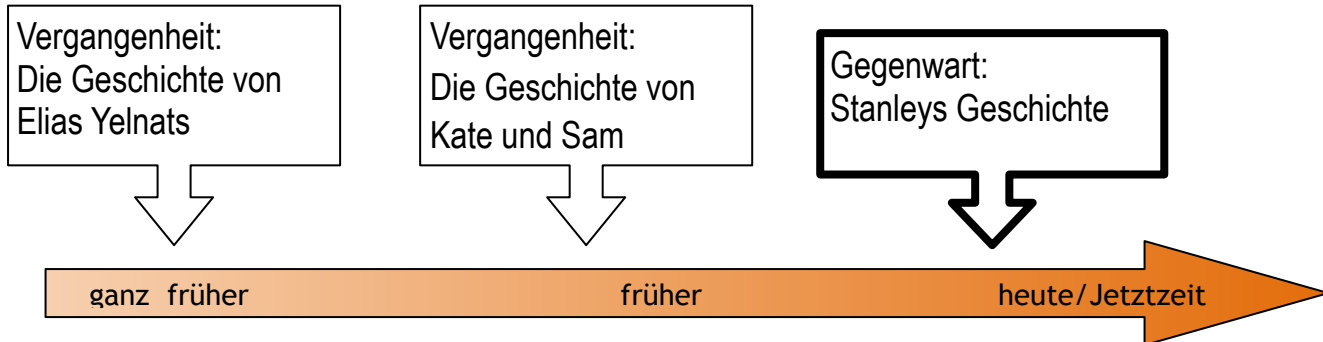 Vergangenheit:
Die Geschichte von
Elias Yelnats
Vergangenheit:
Die Geschichte von
Kate und Sam
Gegenwart:
Stanleys Geschichte
ganz früher
früher
heute/Jetztzeit